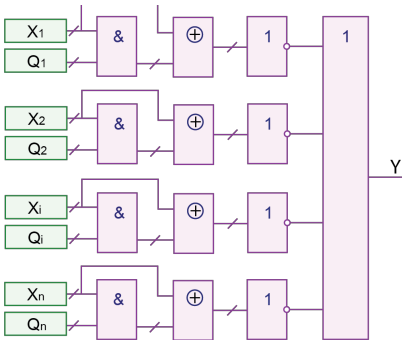 X1 & ⊕ 1 1
Q1
X2 & ⊕ 1
Q2
Y
Xi & ⊕ 1
Qi
Xn & ⊕ 1
Qn